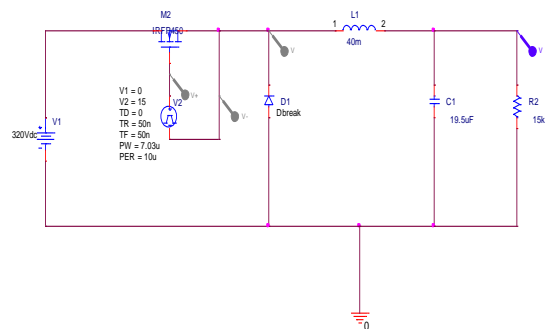 M2
IRFP450
L1
1
2
40m
V
V
V+
V-
V1 = 0
V2 = 15
TD = 0
TR = 50n
TF = 50n
PW = 7.03u
PER = 10u
V2
V1
320Vdc
D1
Dbreak
C1
19.5uF
R2
15k
0